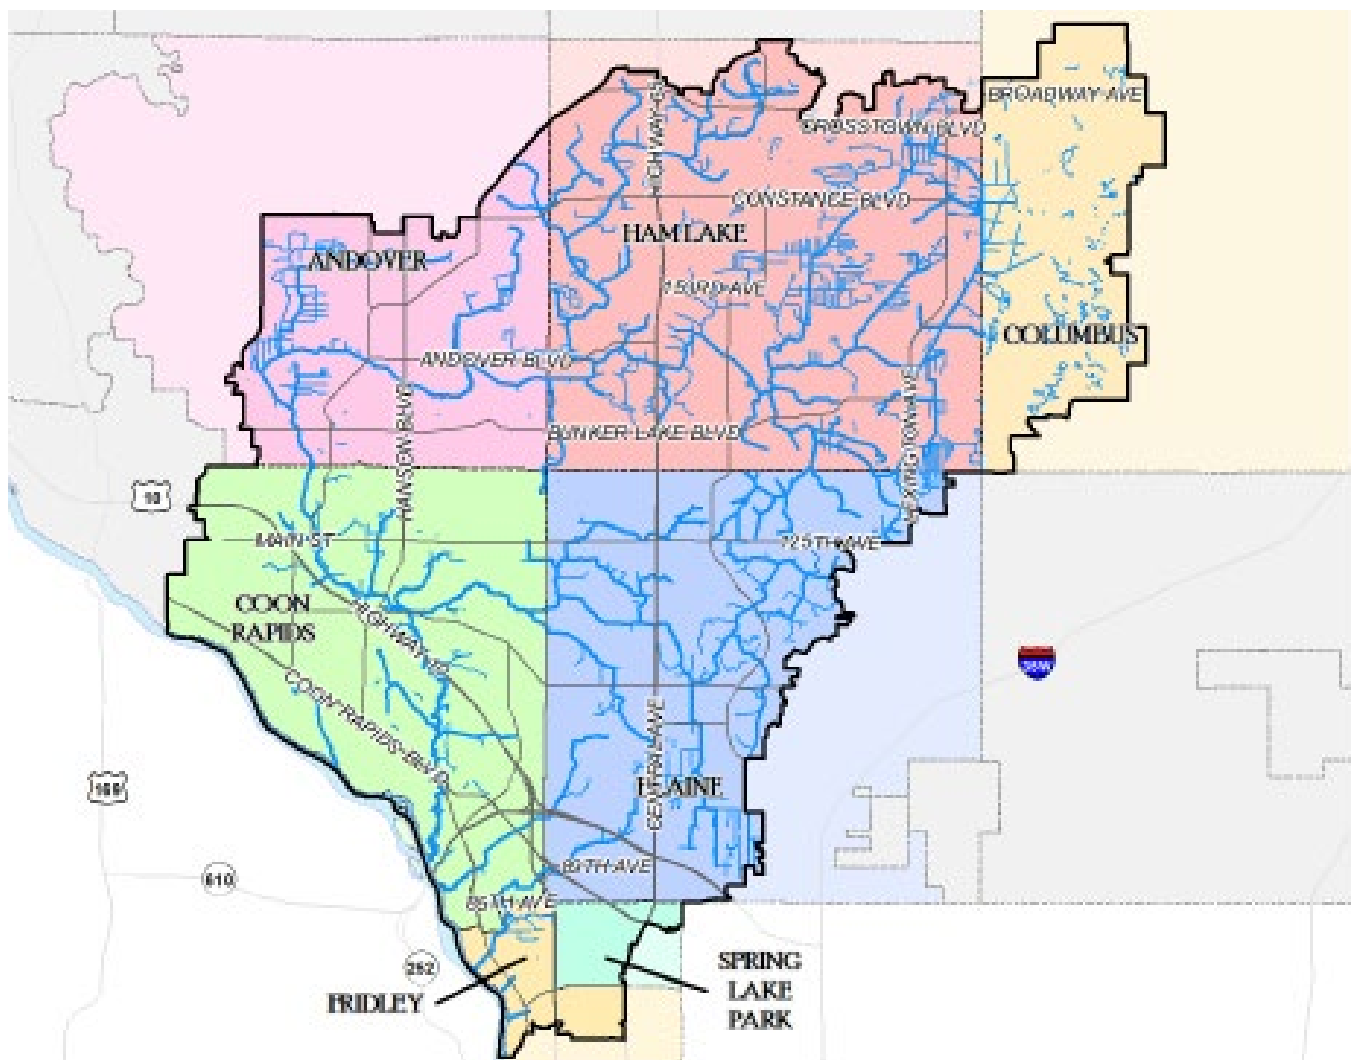 BROADWAY AVE
CROSSTOWN BLVD
HIGHWAY 65
CONSTANCE BLVD
HAM LAKE
ANDOVER
153RD AVE
COLUMBUS
ANDOVER BLVD
HANSON BLVD
LEXINGTON AVE
BUNKER LAKE BLVD
10
MAIN ST
125TH AVE
COON
RAPIDS
HIGHWAY 10
35W
COON RAPIDS BLVD
CENTRAL AVE
169
BLAINE
89TH AVE
610
85TH AVE
252
FRIDLEY
SPRING
LAKE
PARK